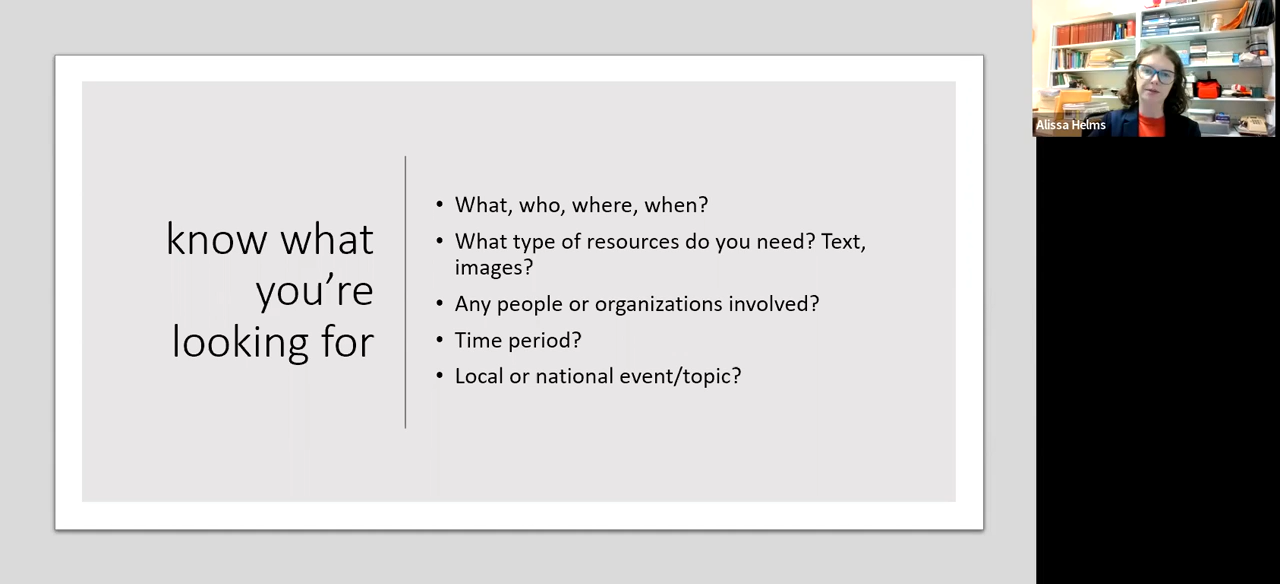 know what
you’re
looking for
• What, who, where, when?
• What type of resources do you need? Text,
images?
• Any people or organizations involved?
• Time period?
• Local or national event/topic?
Alissa Helms